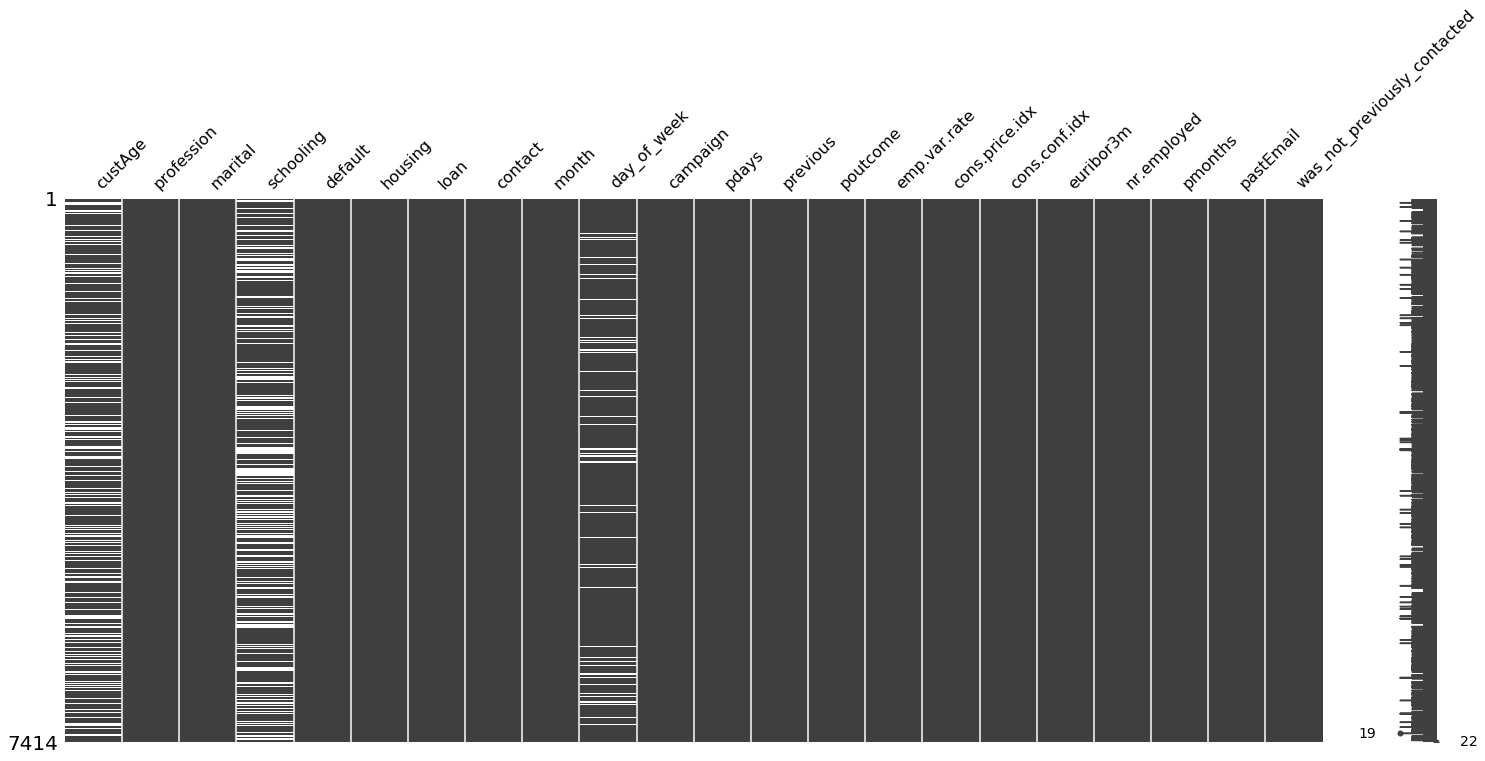 custAge
profession
marital
schooling
default
housing
loan
contact
month
day_of_week
campaign
pdays
previous
poutcome
emp.var.rate
cons.price.idx
cons.conf.idx
euribor3m
nr.employed
pmonths
pastEmail
was_not_previously_contacted
1
7414
19
22